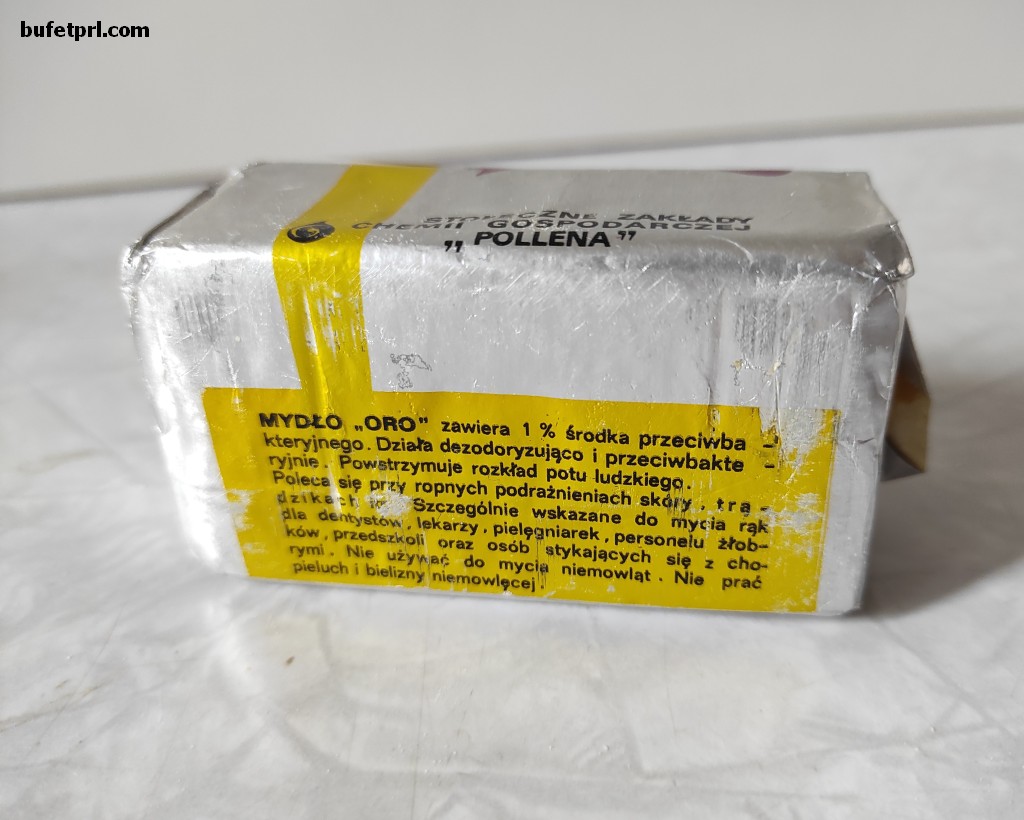 bufetprl.com
STOŁECZNE ZAKŁADY
CHEMII GOSPODARCZEJ
„ POLLENA ”
MYDŁO „ORO” zawiera 1 % środka przeciwba -
kteryjnego. Działa dezodoryzująco i przeciwbakte -
ryjnie. Powstrzymuje rozkład potu ludzkiego.
Poleca się przy ropnych podrażnieniach skóry, trą -
dzikach Szczególnie wskazane do mycia rąk
dla dentystów, lekarzy, pielęgniarek, personelu żłob-
ków, przedszkoli oraz osób stykających się z cho-
rymi. Nie używać do mycia niemowląt. Nie prać
pieluch i bielizny niemowlęcej!